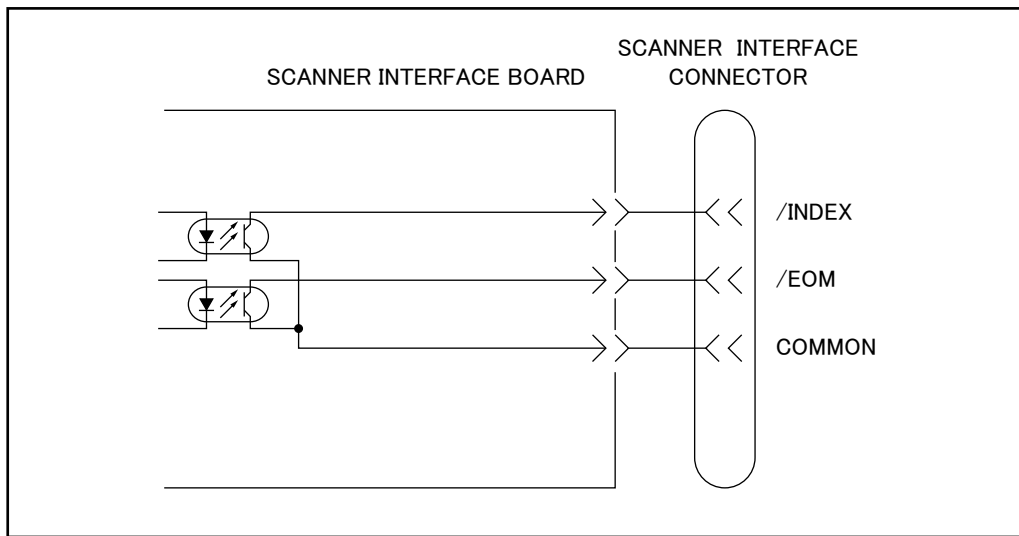 SCANNER INTERFACE BOARD
SCANNER INTERFACE
CONNECTOR
/INDEX
/EOM
COMMON